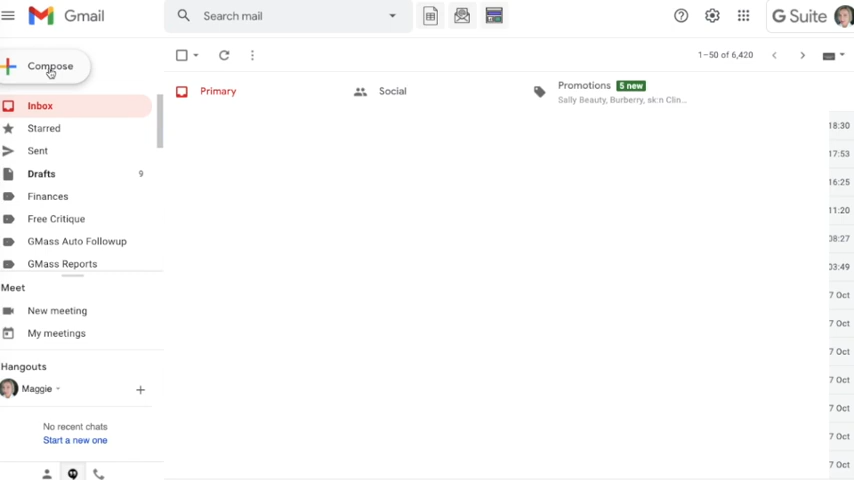 Gmail
Search mail
G Suite
Compose
1–50 of 6,420
Primary
Social
Promotions 5 new
Sally Beauty, Burberry, sk:n Clin...
Inbox
Starred
Sent
Drafts 9
Finances
Free Critique
GMass Auto Followup
GMass Reports
Meet
New meeting
My meetings
Hangouts
Maggie
No recent chats
Start a new one
18:30
17:53
16:25
11:20
08:27
03:49
7 Oct
7 Oct
7 Oct
7 Oct
7 Oct
7 Oct
7 Oct